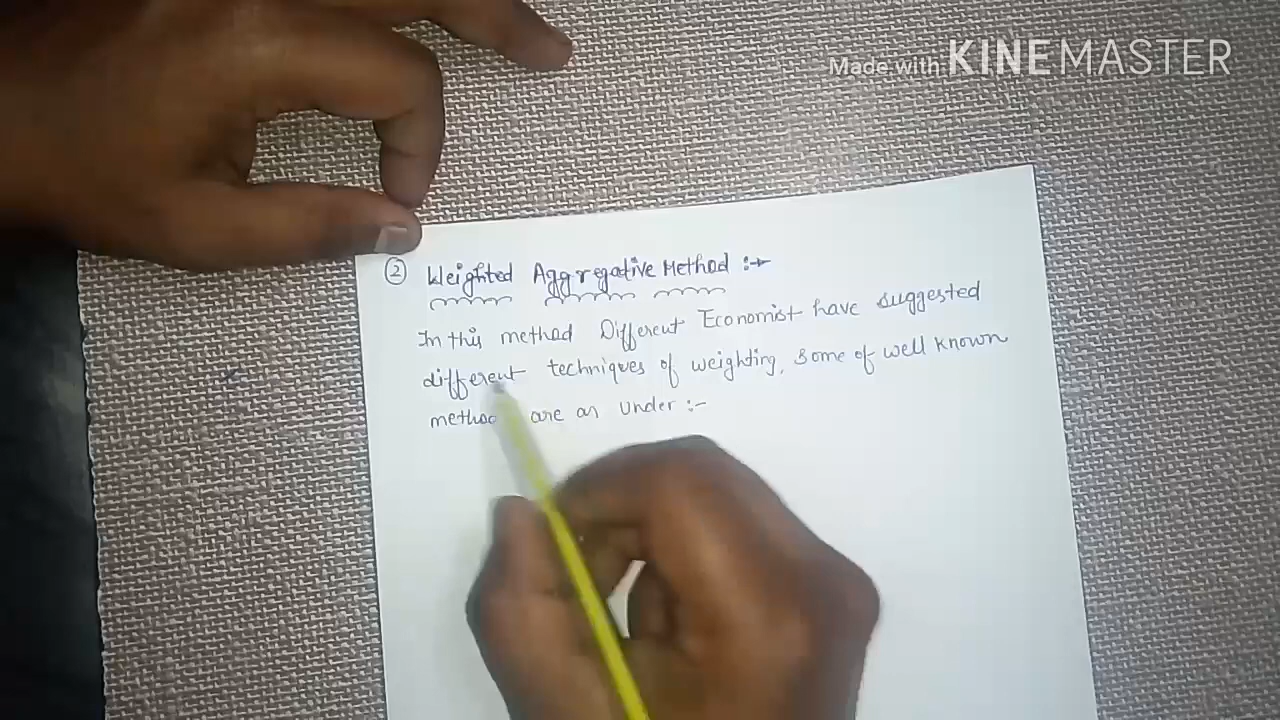 Made with KINEMASTER
② Weighted Aggregative Method :→
In this method Different Economist have suggested
different techniques of weighting, Some of well known
method are as under :-